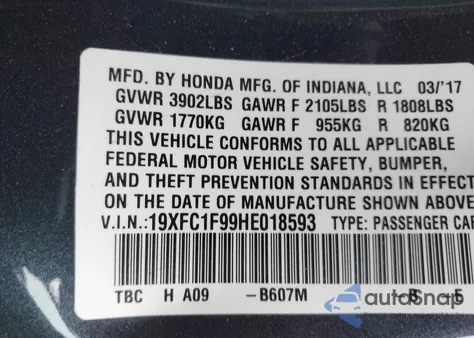 MFD. BY HONDA MFG. OF INDIANA, LLC 03/'17
GVWR 3902LBS GAWR F 2105LBS R 1808LBS
GVWR 1770KG GAWR F 955KG R 820KG
THIS VEHICLE CONFORMS TO ALL APPLICABLE
FEDERAL MOTOR VEHICLE SAFETY, BUMPER,
AND THEFT PREVENTION STANDARDS IN EFFECT
ON THE DATE OF MANUFACTURE SHOWN ABOVE.
V.I.N.:19XFC1F99HE018593 TYPE: PASSENGER CAR
TBC H A09 -B607M B 5
autoSnap